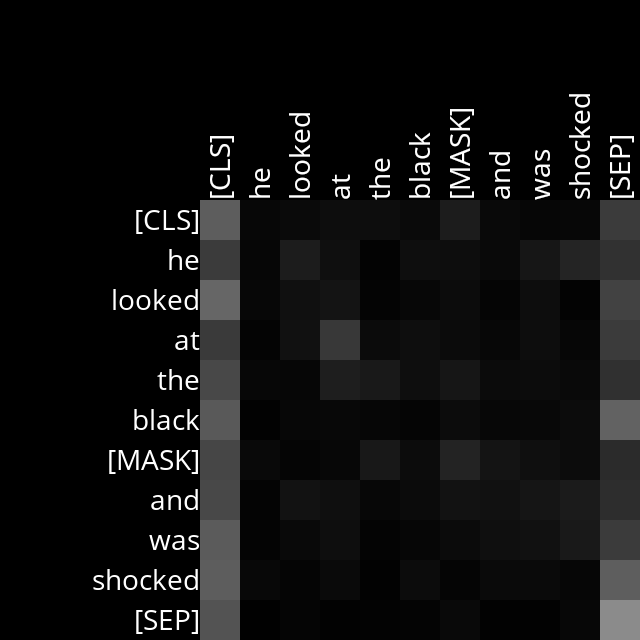 [CLS] he looked at the black [MASK] and was shocked [SEP]
[CLS]
he
looked
at
the
black
[MASK]
and
was
shocked
[SEP]